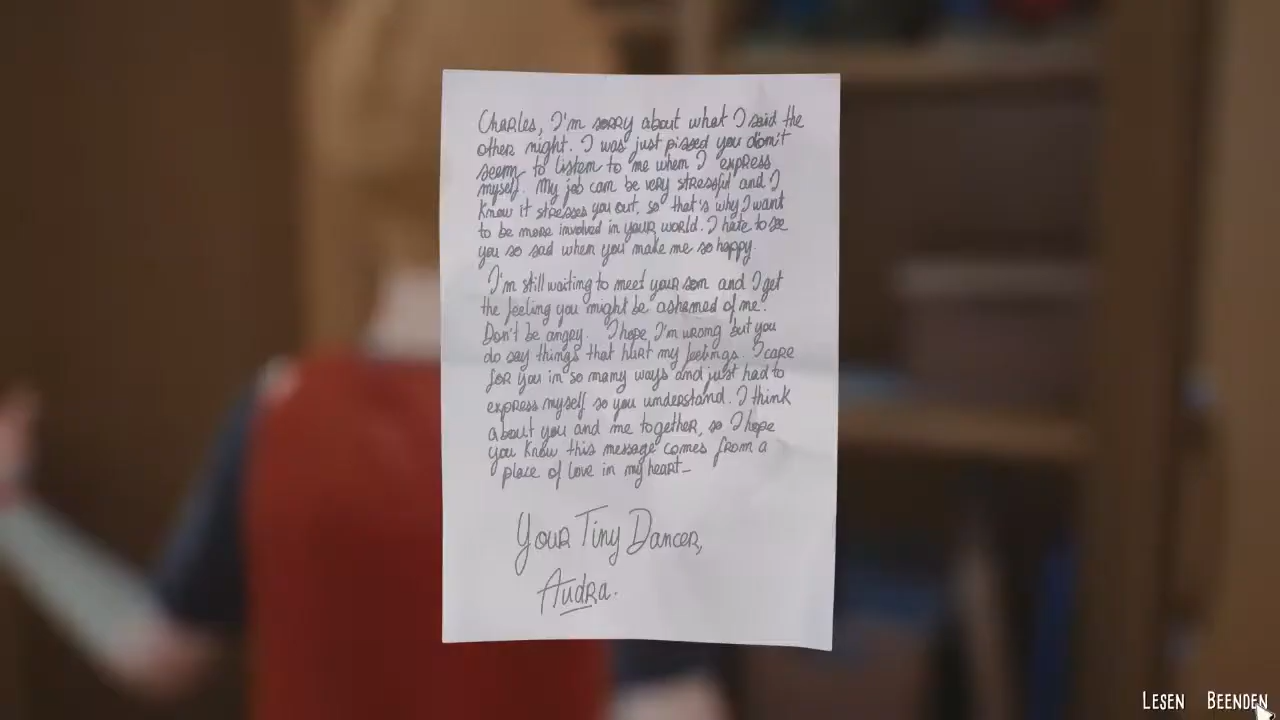 Charles, I'm sorry about what I said the
other night. I was just pissed you don't
seem to listen to me when I express
myself. My job can be very stressful and I
know it stresses you out, so that's why I want
to be more involved in your world. I hate to see
you so sad when you make me so happy.
I'm still waiting to meet your son and I get
the feeling you might be ashamed of me.
Don't be angry. I hope I'm wrong but you
do say things that hurt my feelings. I care
for you in so many ways and just had to
express myself so you understand. I think
about you and me together, so I hope
you know this message comes from a
place of love in my heart_
Your Tiny Dancer,
Audra.
LESEN BEENDEN